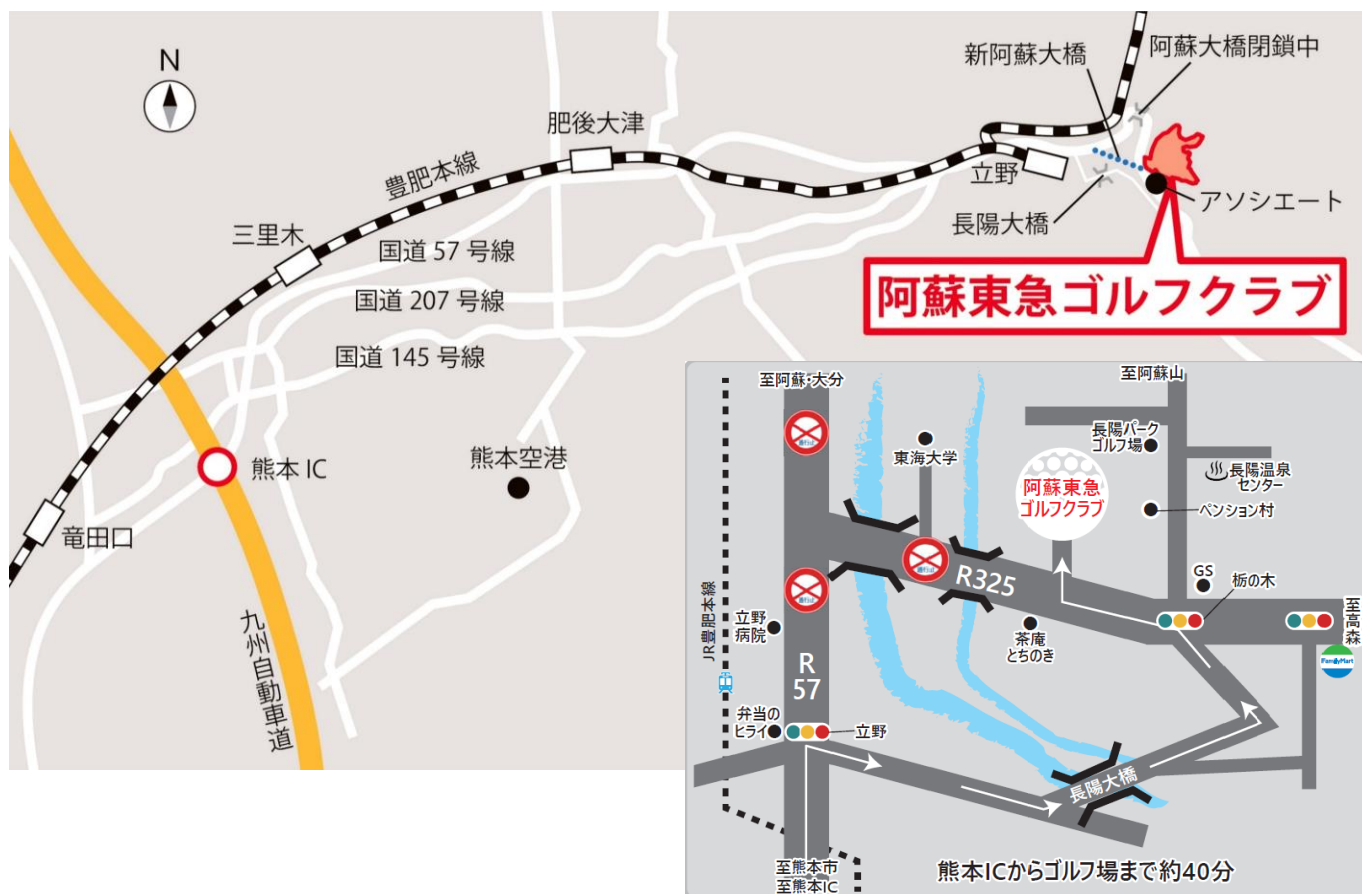 N
新阿蘇大橋
阿蘇大橋閉鎖中
肥後大津
豊肥本線
立野
アソシエート
長陽大橋
三里木
国道 57 号線
国道 207 号線
国道 145 号線
阿蘇東急ゴルフクラブ
熊本 IC
熊本空港
竜田口
九州自動車道
至阿蘇・大分
至阿蘇山
長陽パーク
ゴルフ場
東海大学
長陽温泉
センター
阿蘇東急
ゴルフクラブ
ペンション村
R325
GS
栃の木
至高森
JR豊肥本線
立野
病院
茶庵
とちのき
FamilyMart
R
57
弁当の
ヒライ
立野
長陽大橋
至熊本市
至熊本IC
熊本ICからゴルフ場まで約40分